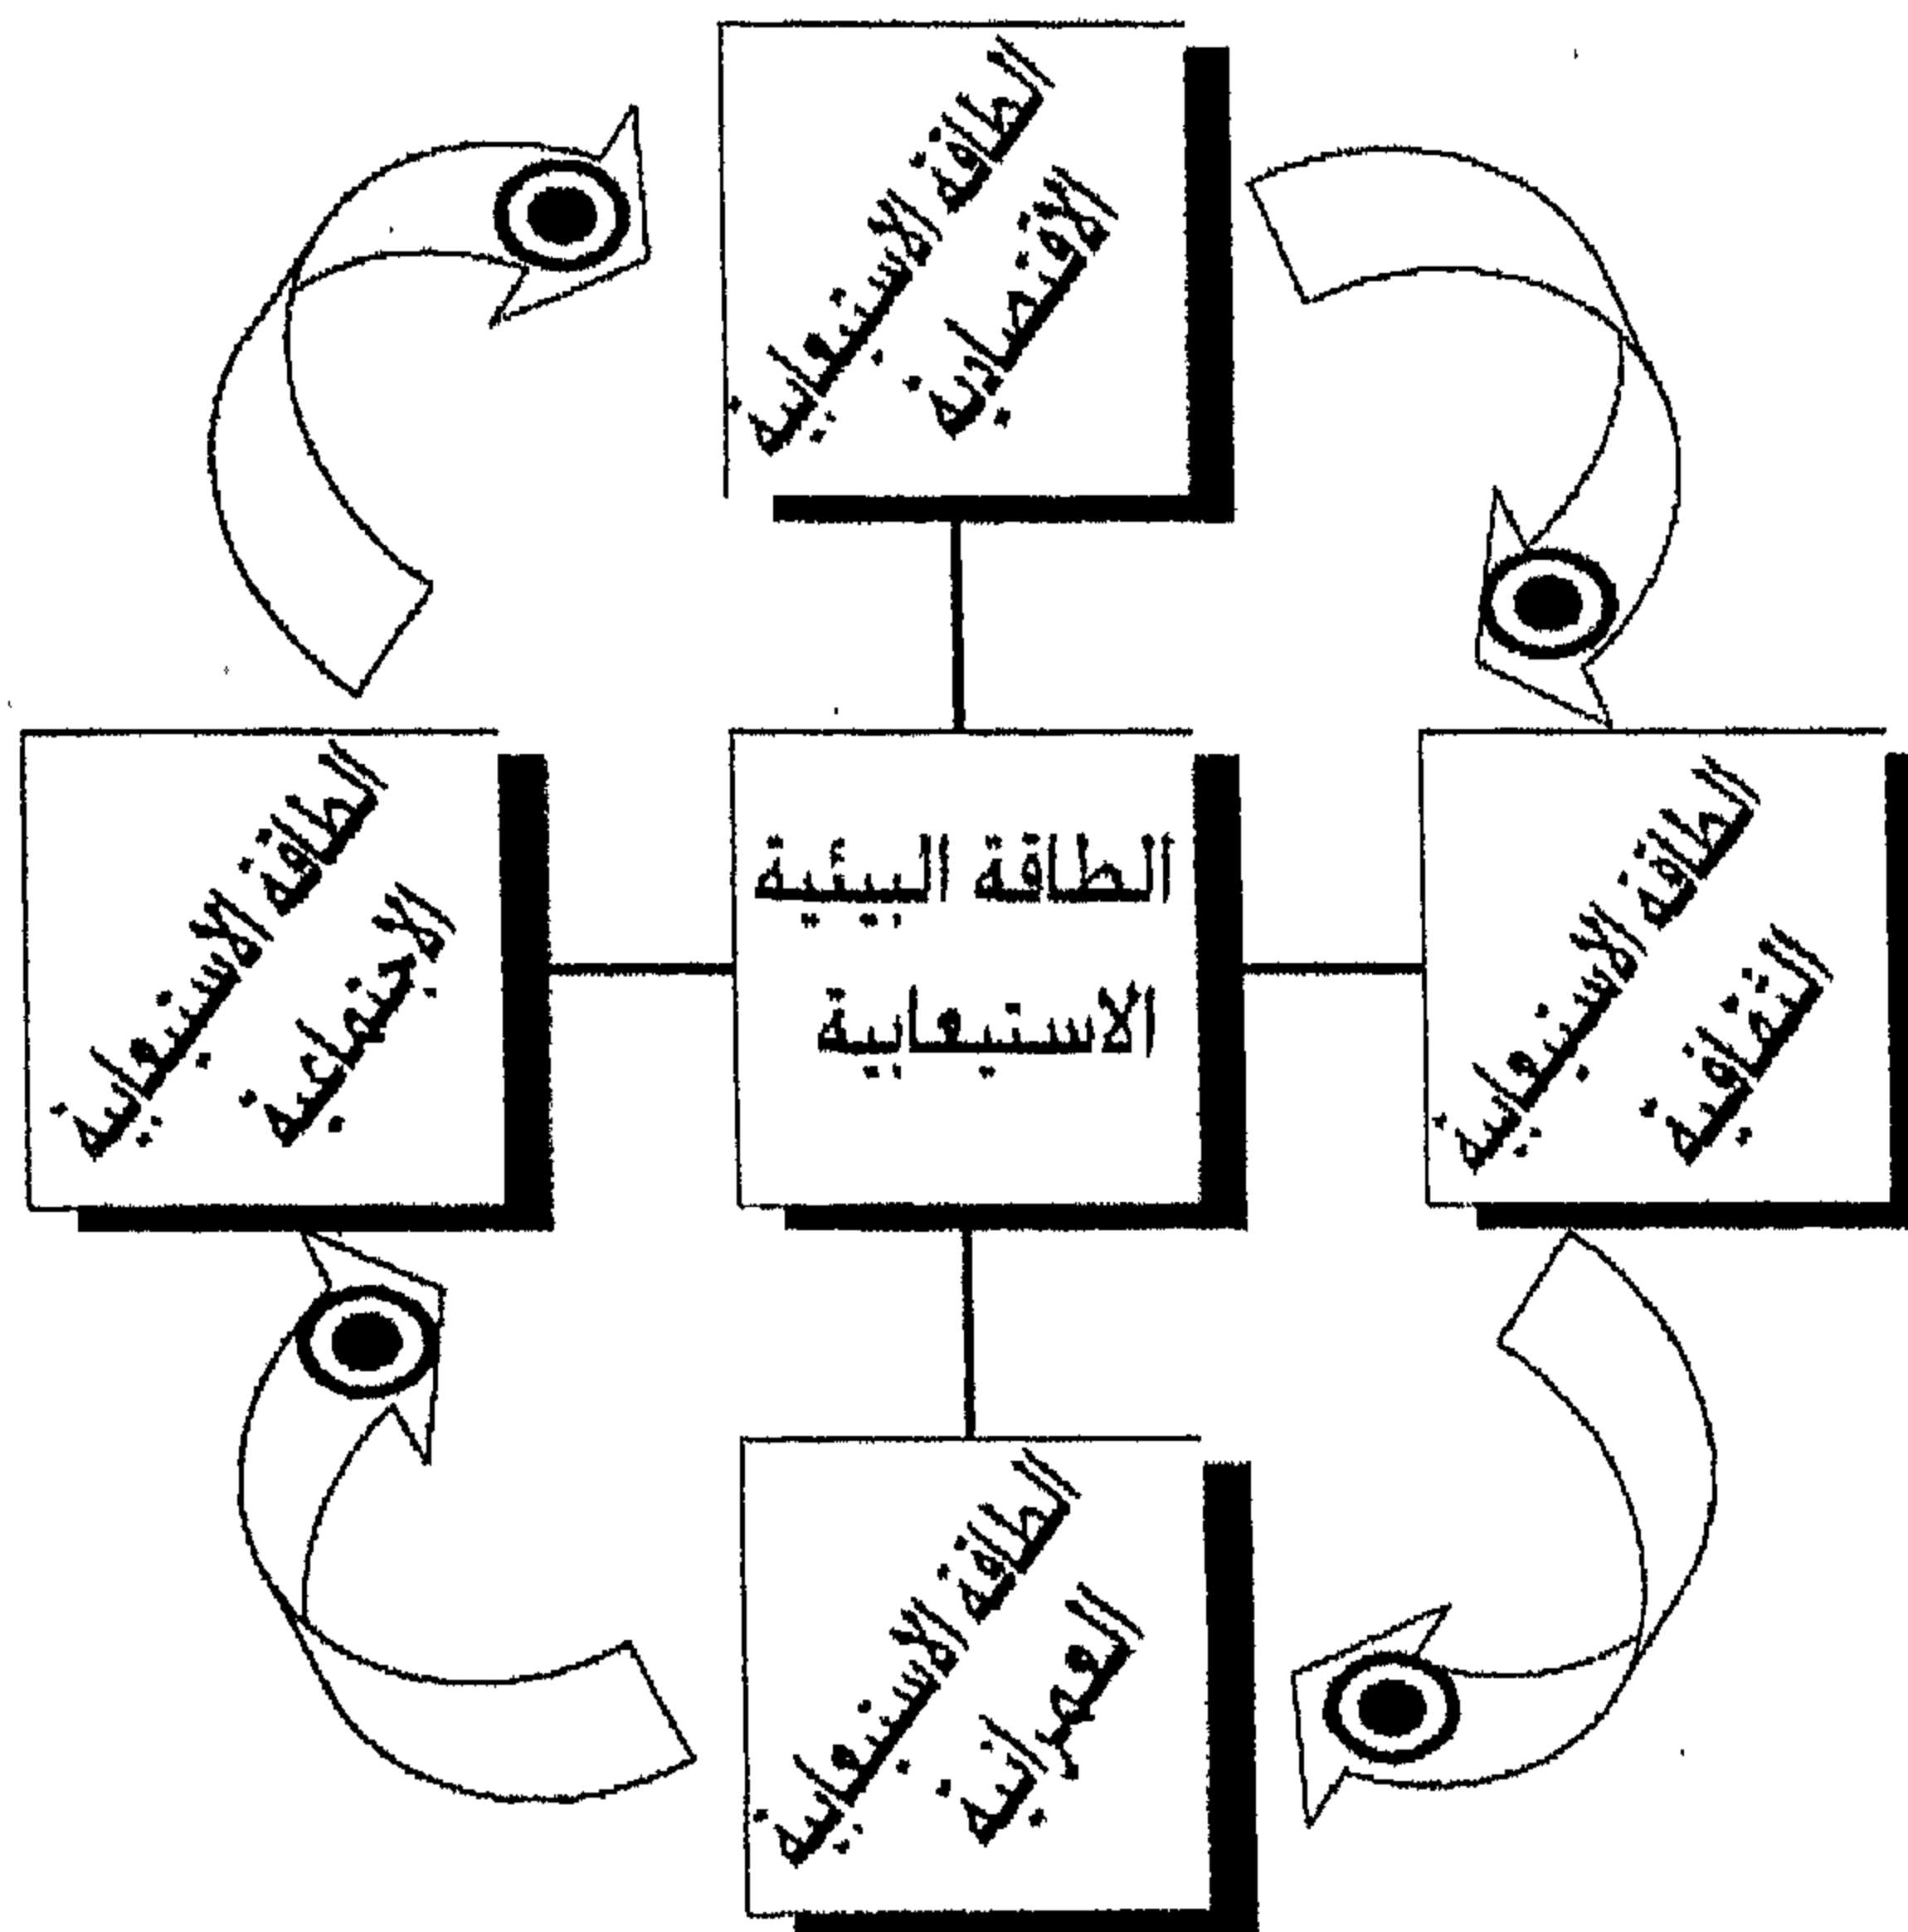 الطاقة الاستيعابية
الاقتصادية
الطاقة الاستيعابية
الثقافية
الطاقة البيئية
الاستيعابية
الطاقة الاستيعابية
الاجتماعية
الطاقة الاستيعابية
العمرانية